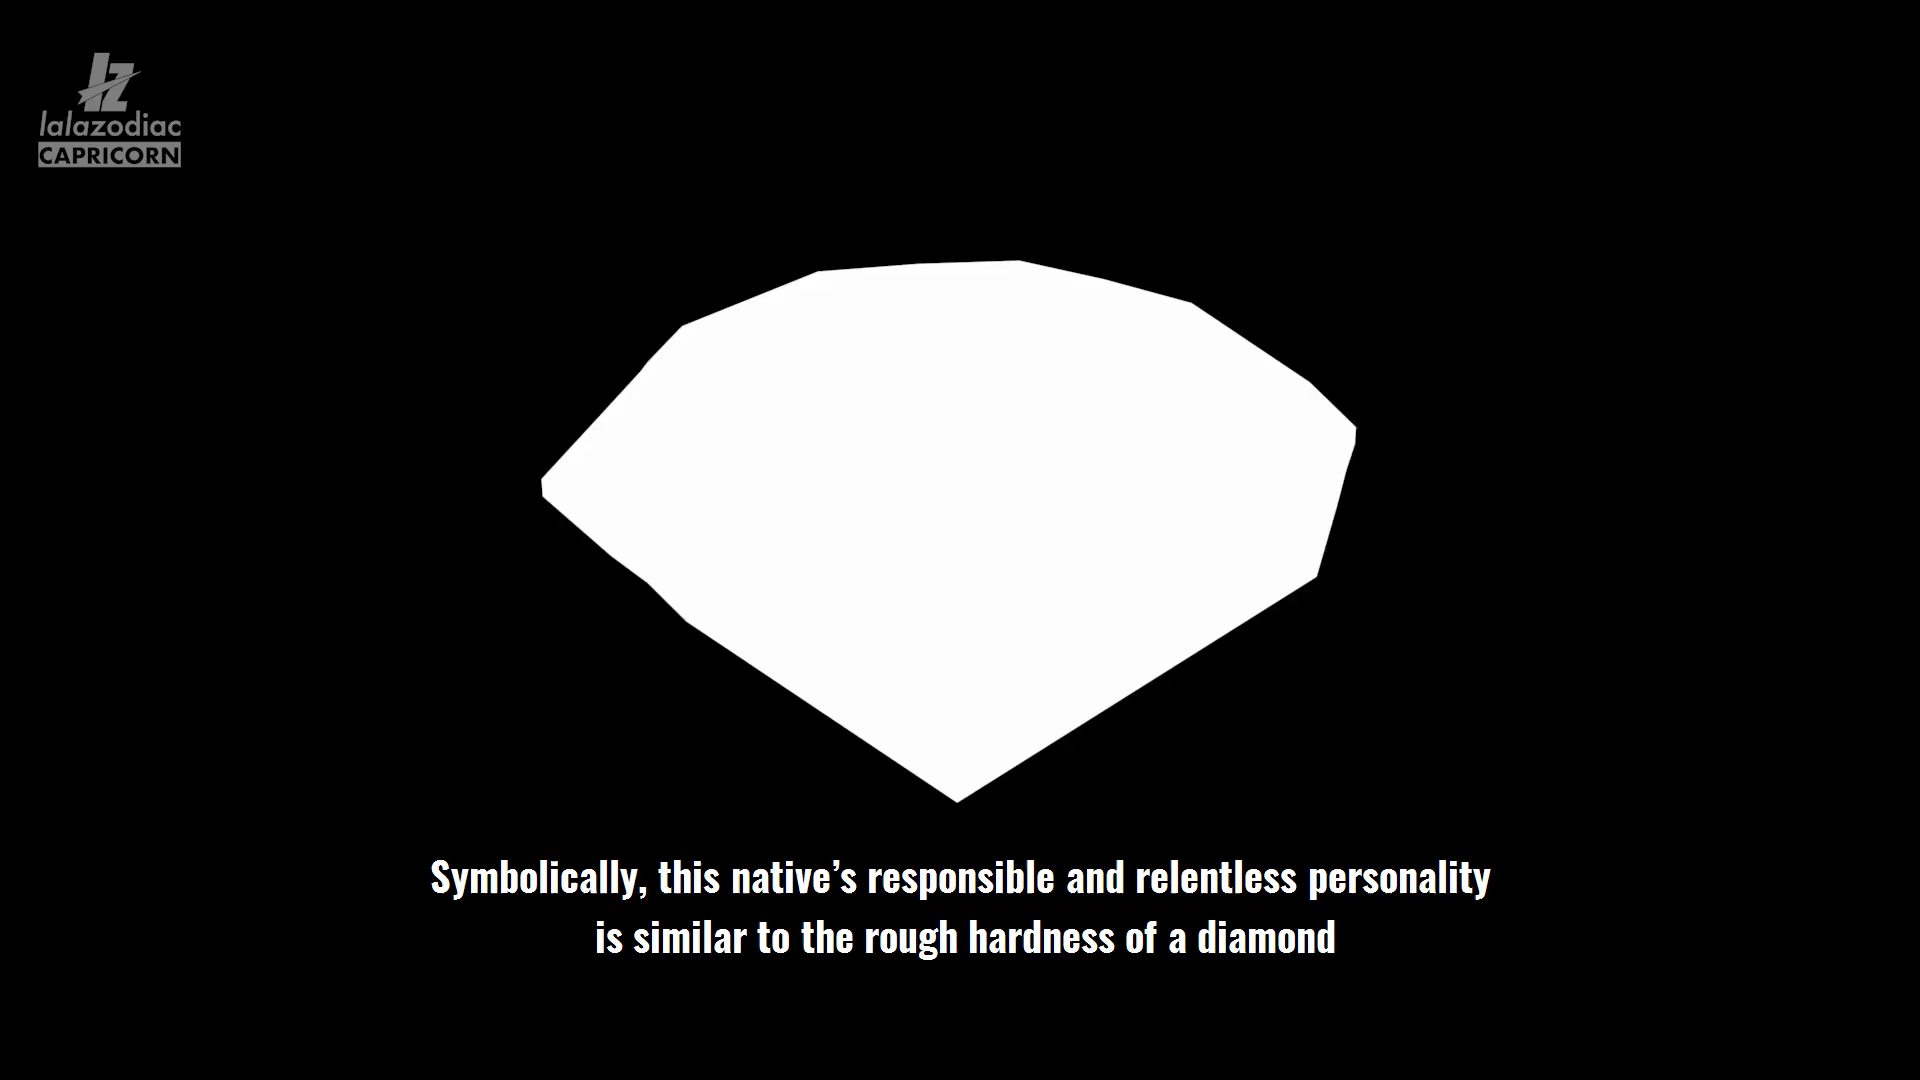 lz
lalazodiac
CAPRICORN
Symbolically, this native’s responsible and relentless personality
is similar to the rough hardness of a diamond